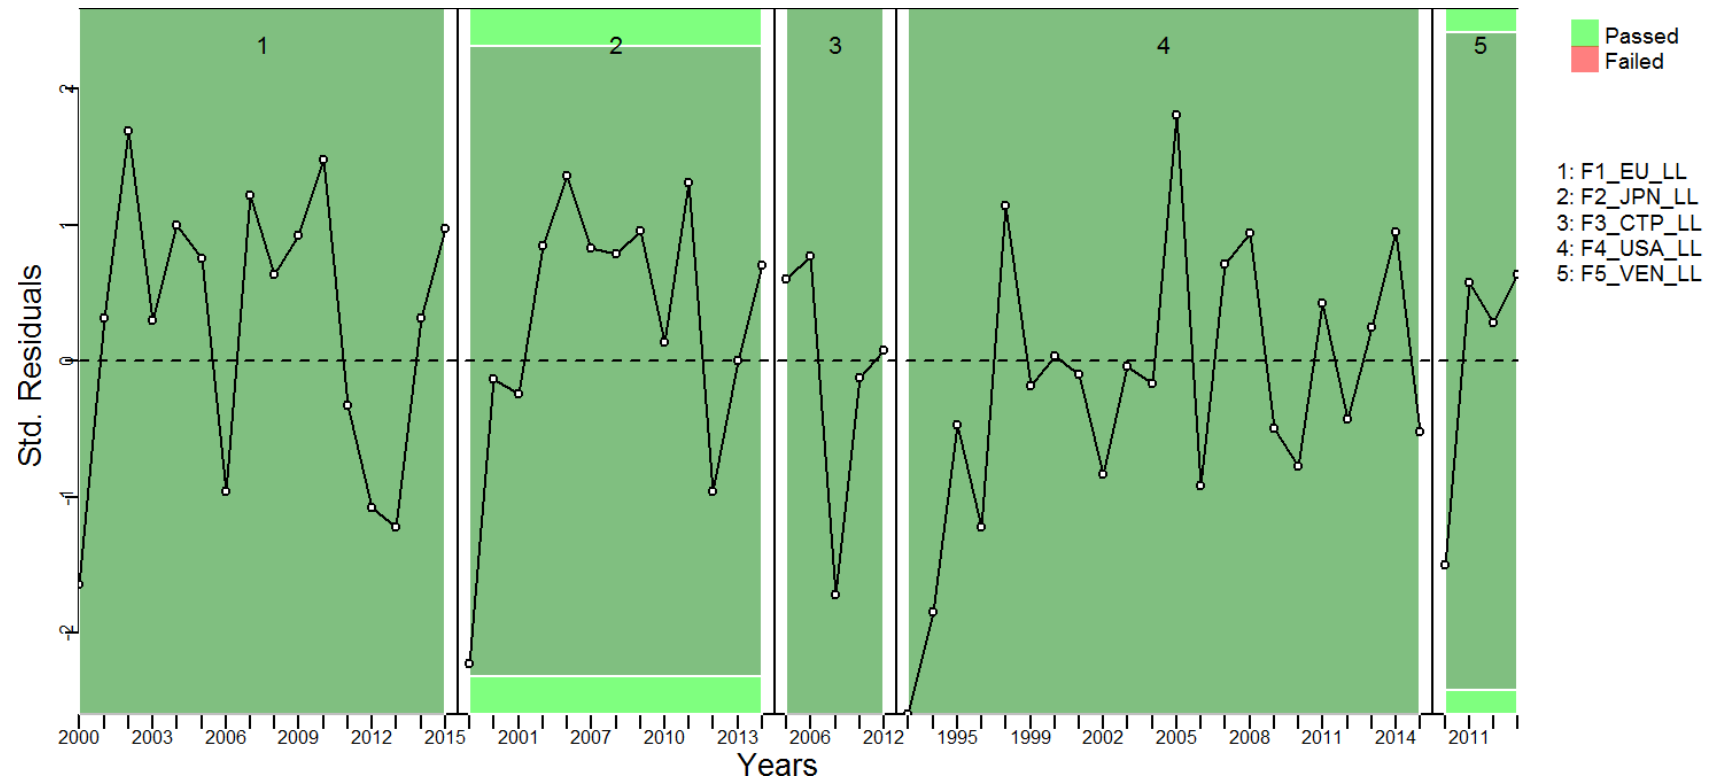 1
2
3
4
5
Passed
Failed
1: F1_EU_LL
2: F2_JPN_LL
3: F3_CTP_LL
4: F4_USA_LL
5: F5_VEN_LL
Std. Residuals
2
1
0
-1
-2
2000 2003 2006 2009 2012 2015 2001 2007 2010 2013 2006 2012 1995 1999 2002 2005 2008 2011 2014 2011
Years